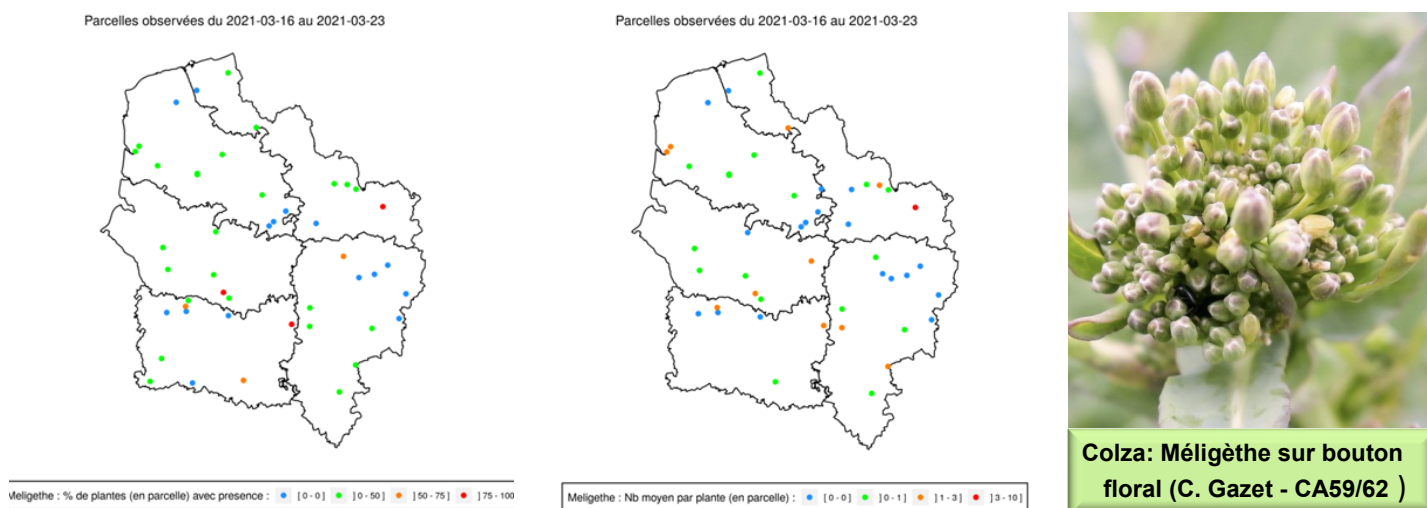 Parcelles observées du 2021-03-16 au 2021-03-23
Parcelles observées du 2021-03-16 au 2021-03-23
Meligethe : % de plantes (en parcelle) avec presence : [ 0 - 0 ] ] 0 - 50 ] ] 50 - 75 ] ] 75 - 100
Meligethe : Nb moyen par plante (en parcelle) : [ 0 - 0 ] ] 0 - 1 ] ] 1 - 3 ] ] 3 - 10 ]
Colza: Méligèthe sur bouton
floral (C. Gazet - CA59/62 )